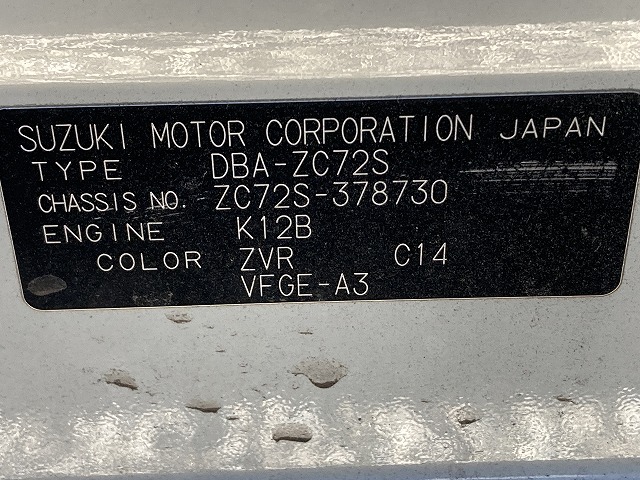 SUZUKI MOTOR CORPORATION JAPAN
TYPE DBA-ZC72S
CHASSIS NO. ZC72S-378730
ENGINE K12B
COLOR ZVR C14
VFGE-A3